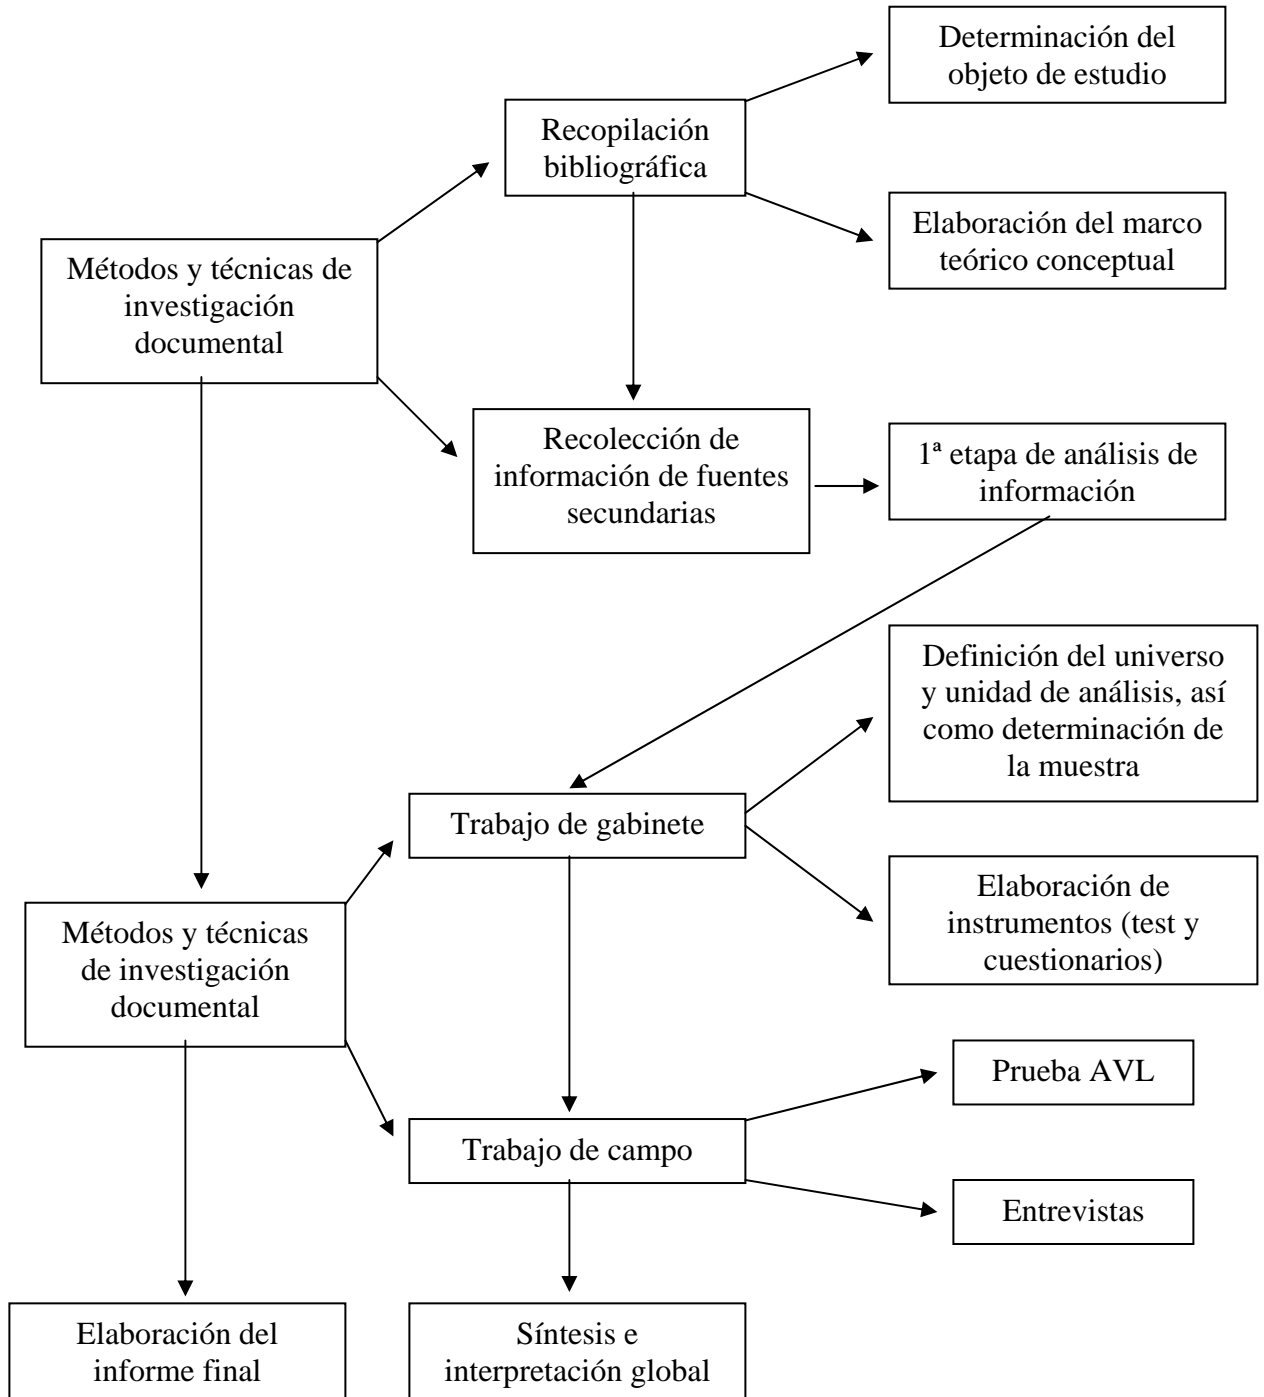 Determinación del
objeto de estudio
Recopilación
bibliográfica
Elaboración del marco
teórico conceptual
Métodos y técnicas de
investigación
documental
Recolección de
información de fuentes
secundarias
1ª etapa de análisis de
información
Definición del universo
y unidad de análisis, así
como determinación de
la muestra
Trabajo de gabinete
Elaboración de
instrumentos (test y
cuestionarios)
Métodos y técnicas
de investigación
documental
Prueba AVL
Trabajo de campo
Entrevistas
Elaboración del
informe final
Síntesis e
interpretación global